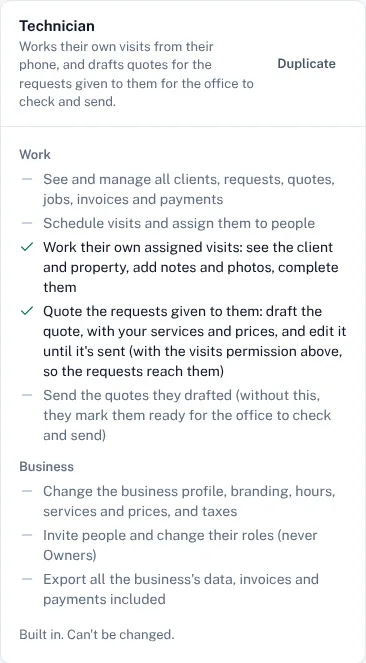 Technician
Works their own visits from their
phone, and drafts quotes for the
requests given to them for the office to
check and send.
Duplicate
Work
— See and manage all clients, requests, quotes,
jobs, invoices and payments
— Schedule visits and assign them to people
✓ Work their own assigned visits: see the client
and property, add notes and photos, complete
them
✓ Quote the requests given to them: draft the
quote, with your services and prices, and edit it
until it's sent (with the visits permission above,
so the requests reach them)
— Send the quotes they drafted (without this,
they mark them ready for the office to check
and send)
Business
— Change the business profile, branding, hours,
services and prices, and taxes
— Invite people and change their roles (never
Owners)
— Export all the business's data, invoices and
payments included
Built in. Can't be changed.